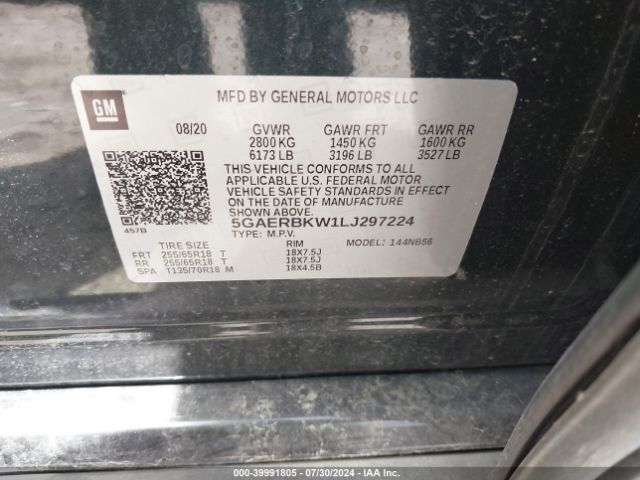 GM
MFD BY GENERAL MOTORS LLC
08/20 GVWR GAWR FRT GAWR RR
2800 KG 1450 KG 1600 KG
6173 LB 3196 LB 3527 LB
THIS VEHICLE CONFORMS TO ALL
APPLICABLE U.S. FEDERAL MOTOR
VEHICLE SAFETY STANDARDS IN EFFECT
ON THE DATE OF MANUFACTURE
SHOWN ABOVE.
457B 5GAERBKW1LJ297224
TYPE: M.P.V. MODEL: 144NB56
TIRE SIZE RIM
FRT 255/65R18 T 18X7.5J
RR 255/65R18 T 18X7.5J
SPA T135/70R18 M 18X4.5B
000-39991805 / 07/30/2024 / IAA Inc.